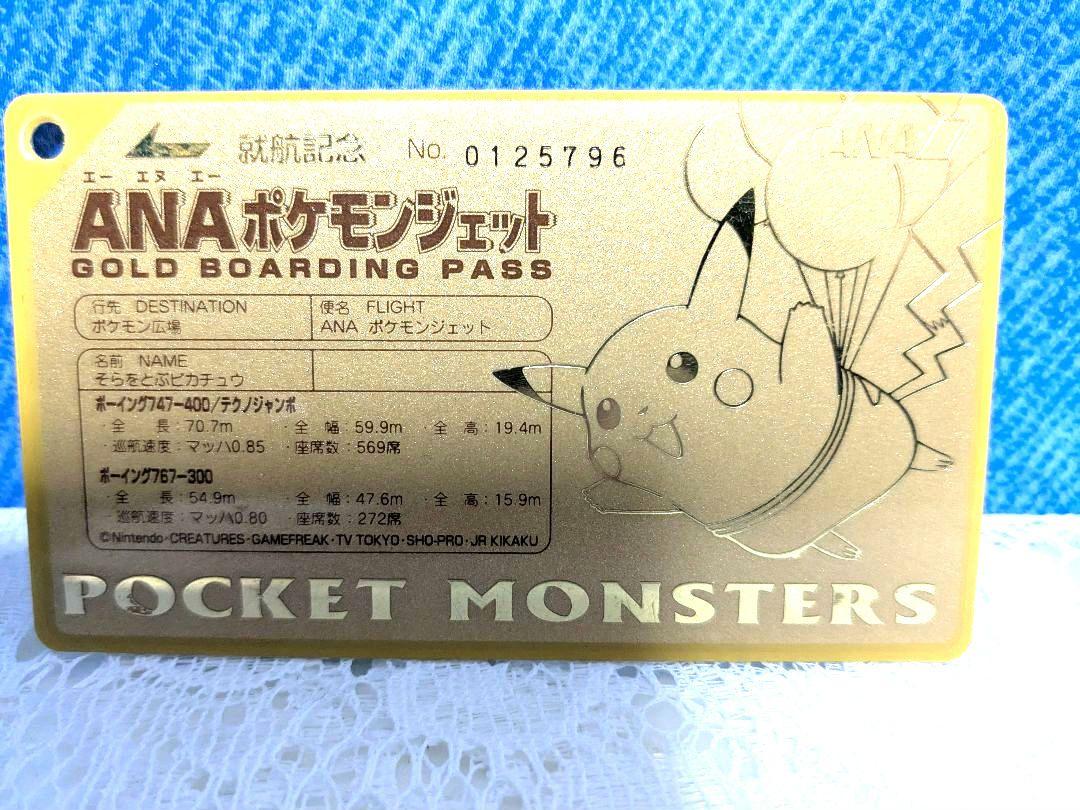 就航記念 No. 0125796
ANA
エー エヌ エー
ANAポケモンジェット
GOLD BOARDING PASS
行先 DESTINATION
ポケモン広場
便名 FLIGHT
ANA ポケモンジェット
名前 NAME
そらをとぶピカチュウ
ボーイング747-400/テクノジャンボ
・全 長:70.7m ・全 幅:59.9m ・全 高:19.4m
・巡航速度:マッハ0.85 ・座席数:569席
ボーイング767-300
・全 長:54.9m ・全 幅:47.6m ・全 高:15.9m
・巡航速度:マッハ0.80 ・座席数:272席
©Nintendo・CREATURES・GAMEFREAK・TV TOKYO・SHO-PRO・JR KIKAKU
POCKET MONSTERS